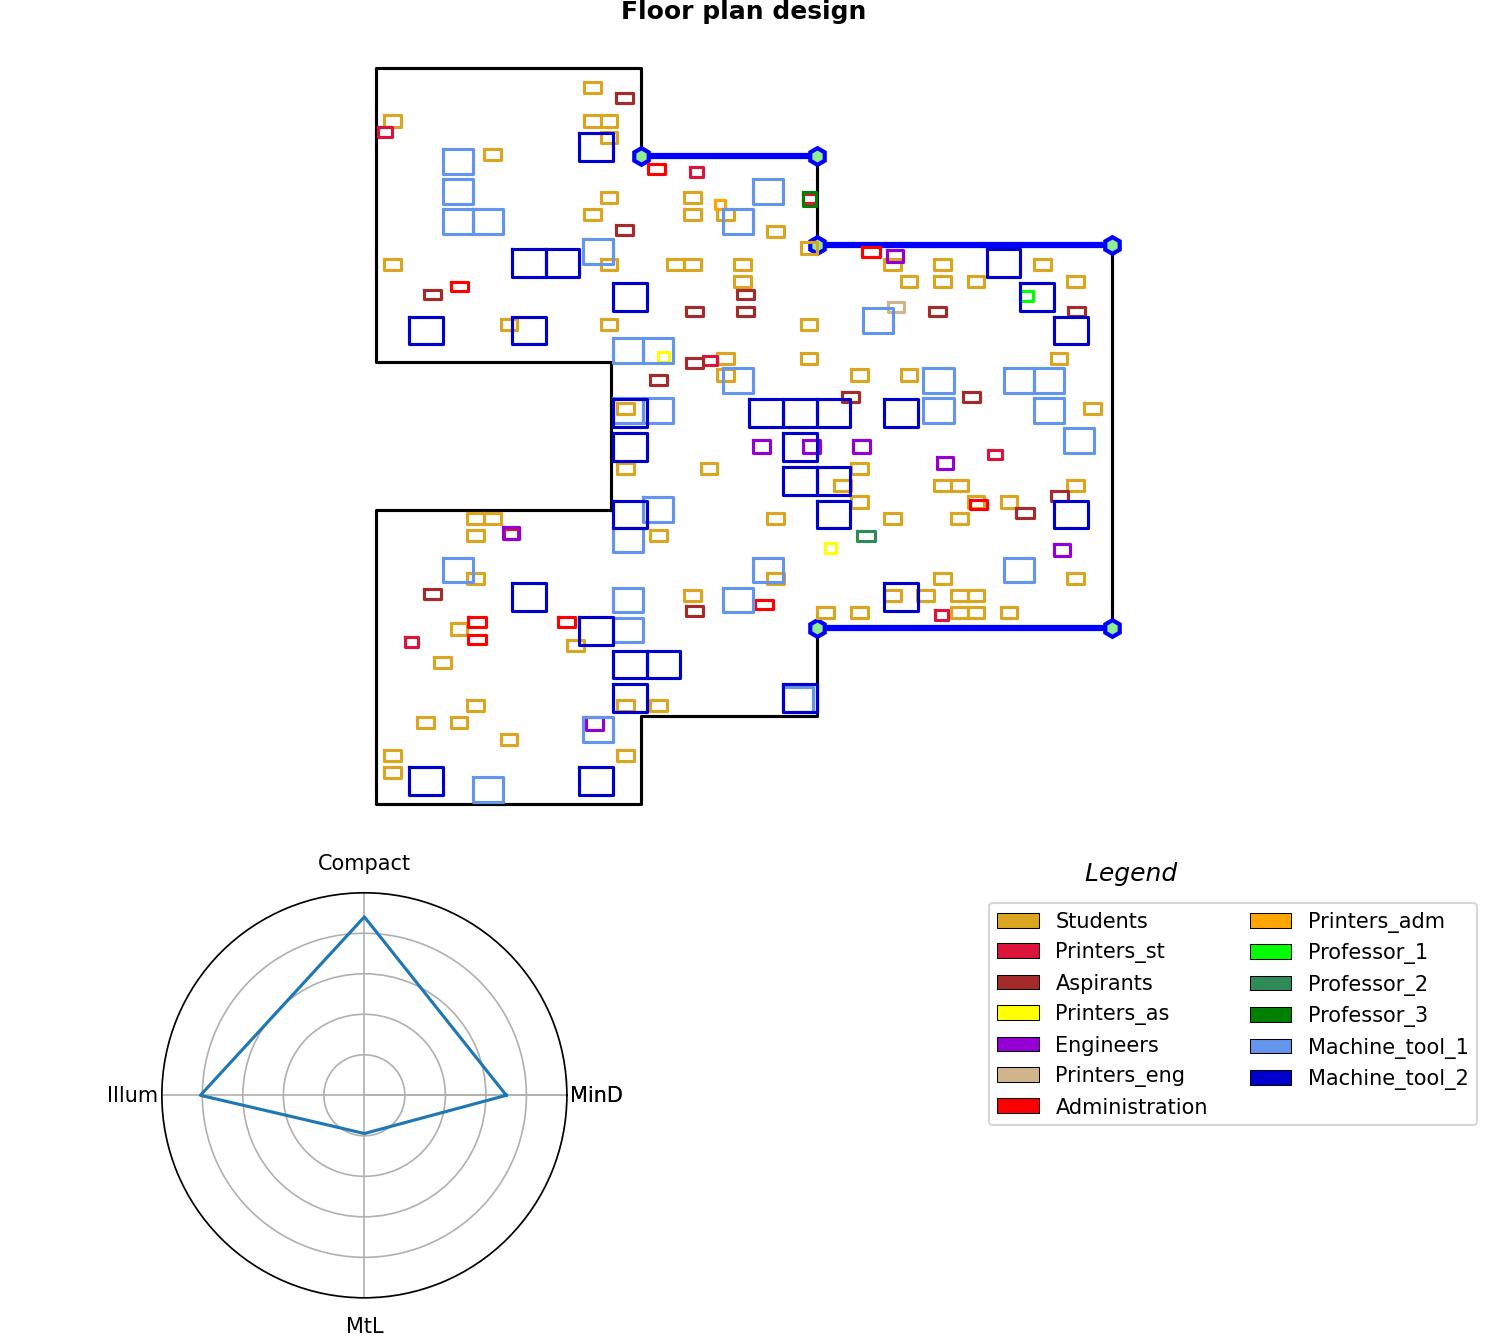 Floor plan design
Compact
Illum
MinD
MtL
Legend
Students
Printers_st
Aspirants
Printers_as
Engineers
Printers_eng
Administration
Printers_adm
Professor_1
Professor_2
Professor_3
Machine_tool_1
Machine_tool_2